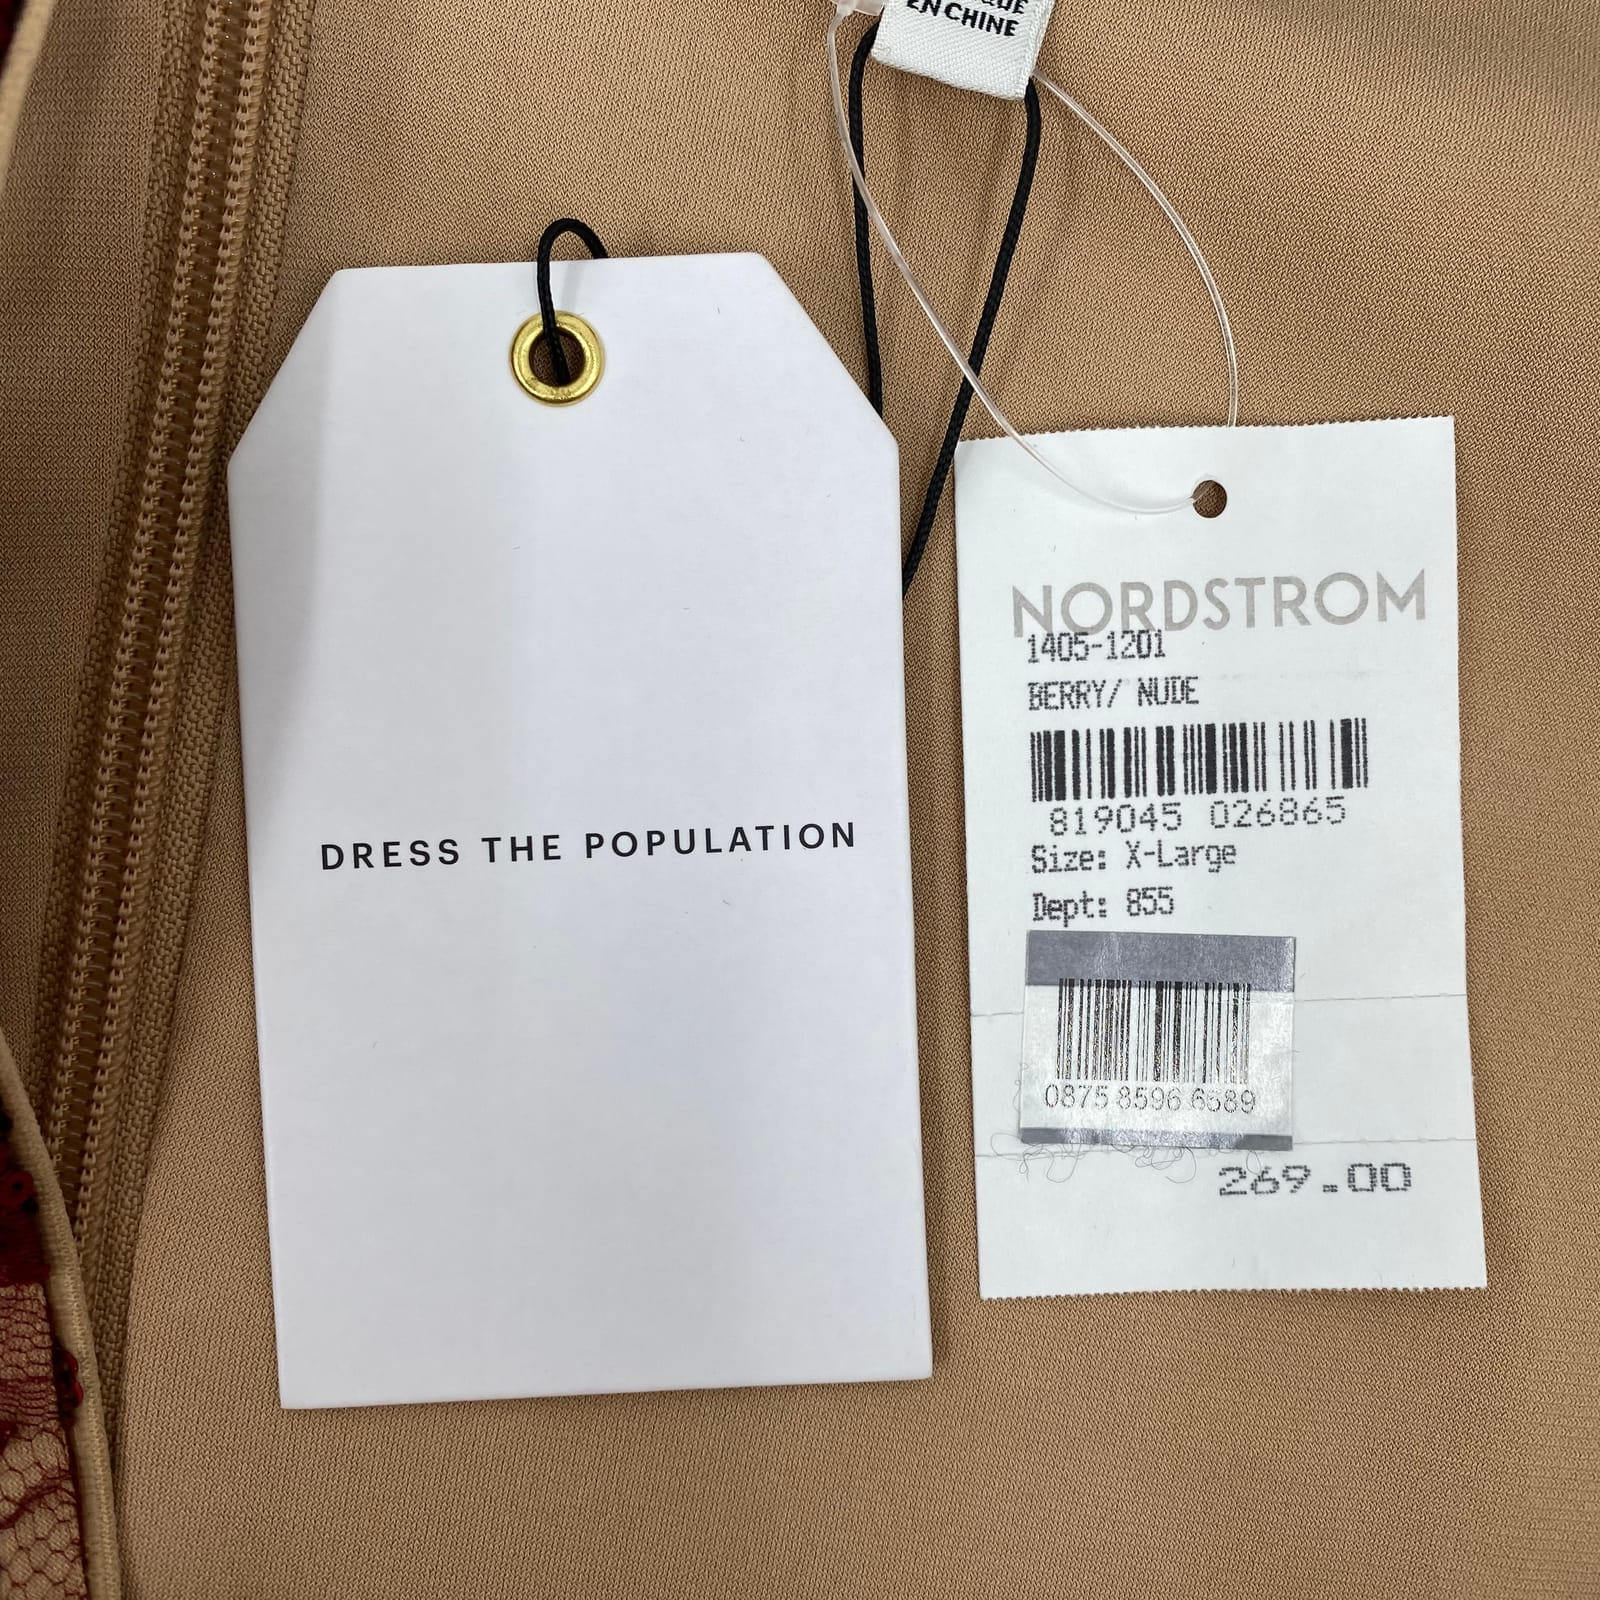 EN CHINE
DRESS THE POPULATION
NORDSTROM
1405-1201
BERRY/ NUDE
819045 026865
Size: X-Large
Dept: 855
0875 8596 6589
269.00